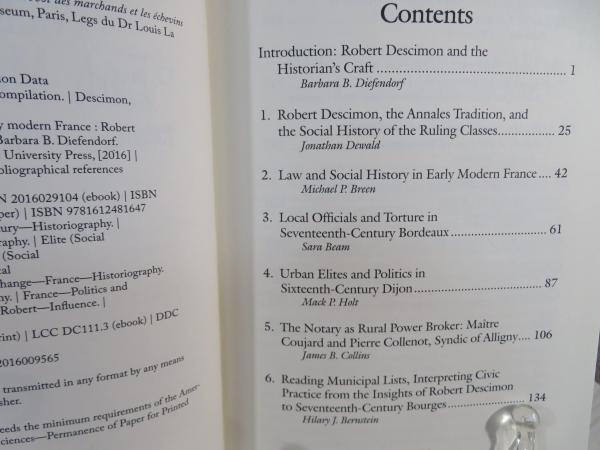 ost des marchands et les échevins
seum, Paris, Legs du Dr Louis La
on Data
ompilation. | Descimon,
y modern France : Robert
arbara B. Diefendorf.
University Press, [2016] |
bliographical references
N 2016029104 (ebook) | ISBN
per) | ISBN 9781612481647
ury—Historiography. |
raphy. | Elite (Social
(Social
cal
hange—France—Historiography.
ny. | France—Politics and
Robert—Influence. |
rint) | LCC DC111.3 (ebook) | DDC
2016009565
transmitted in any format by any means
sher.
eeds the minimum requirements of the Amer-
ciences—Permanence of Paper for Printed
Contents
Introduction: Robert Descimon and the
Historian's Craft ... 1
Barbara B. Diefendorf
1. Robert Descimon, the Annales Tradition, and
the Social History of the Ruling Classes ... 25
Jonathan Dewald
2. Law and Social History in Early Modern France .... 42
Michael P. Breen
3. Local Officials and Torture in
Seventeenth-Century Bordeaux ... 61
Sara Beam
4. Urban Elites and Politics in
Sixteenth-Century Dijon ... 87
Mack P. Holt
5. The Notary as Rural Power Broker: Maître
Coujard and Pierre Collenot, Syndic of Alligny .... 106
James B. Collins
6. Reading Municipal Lists, Interpreting Civic
Practice from the Insights of Robert Descimon
to Seventeenth-Century Bourges ... 134
Hilary J. Bernstein